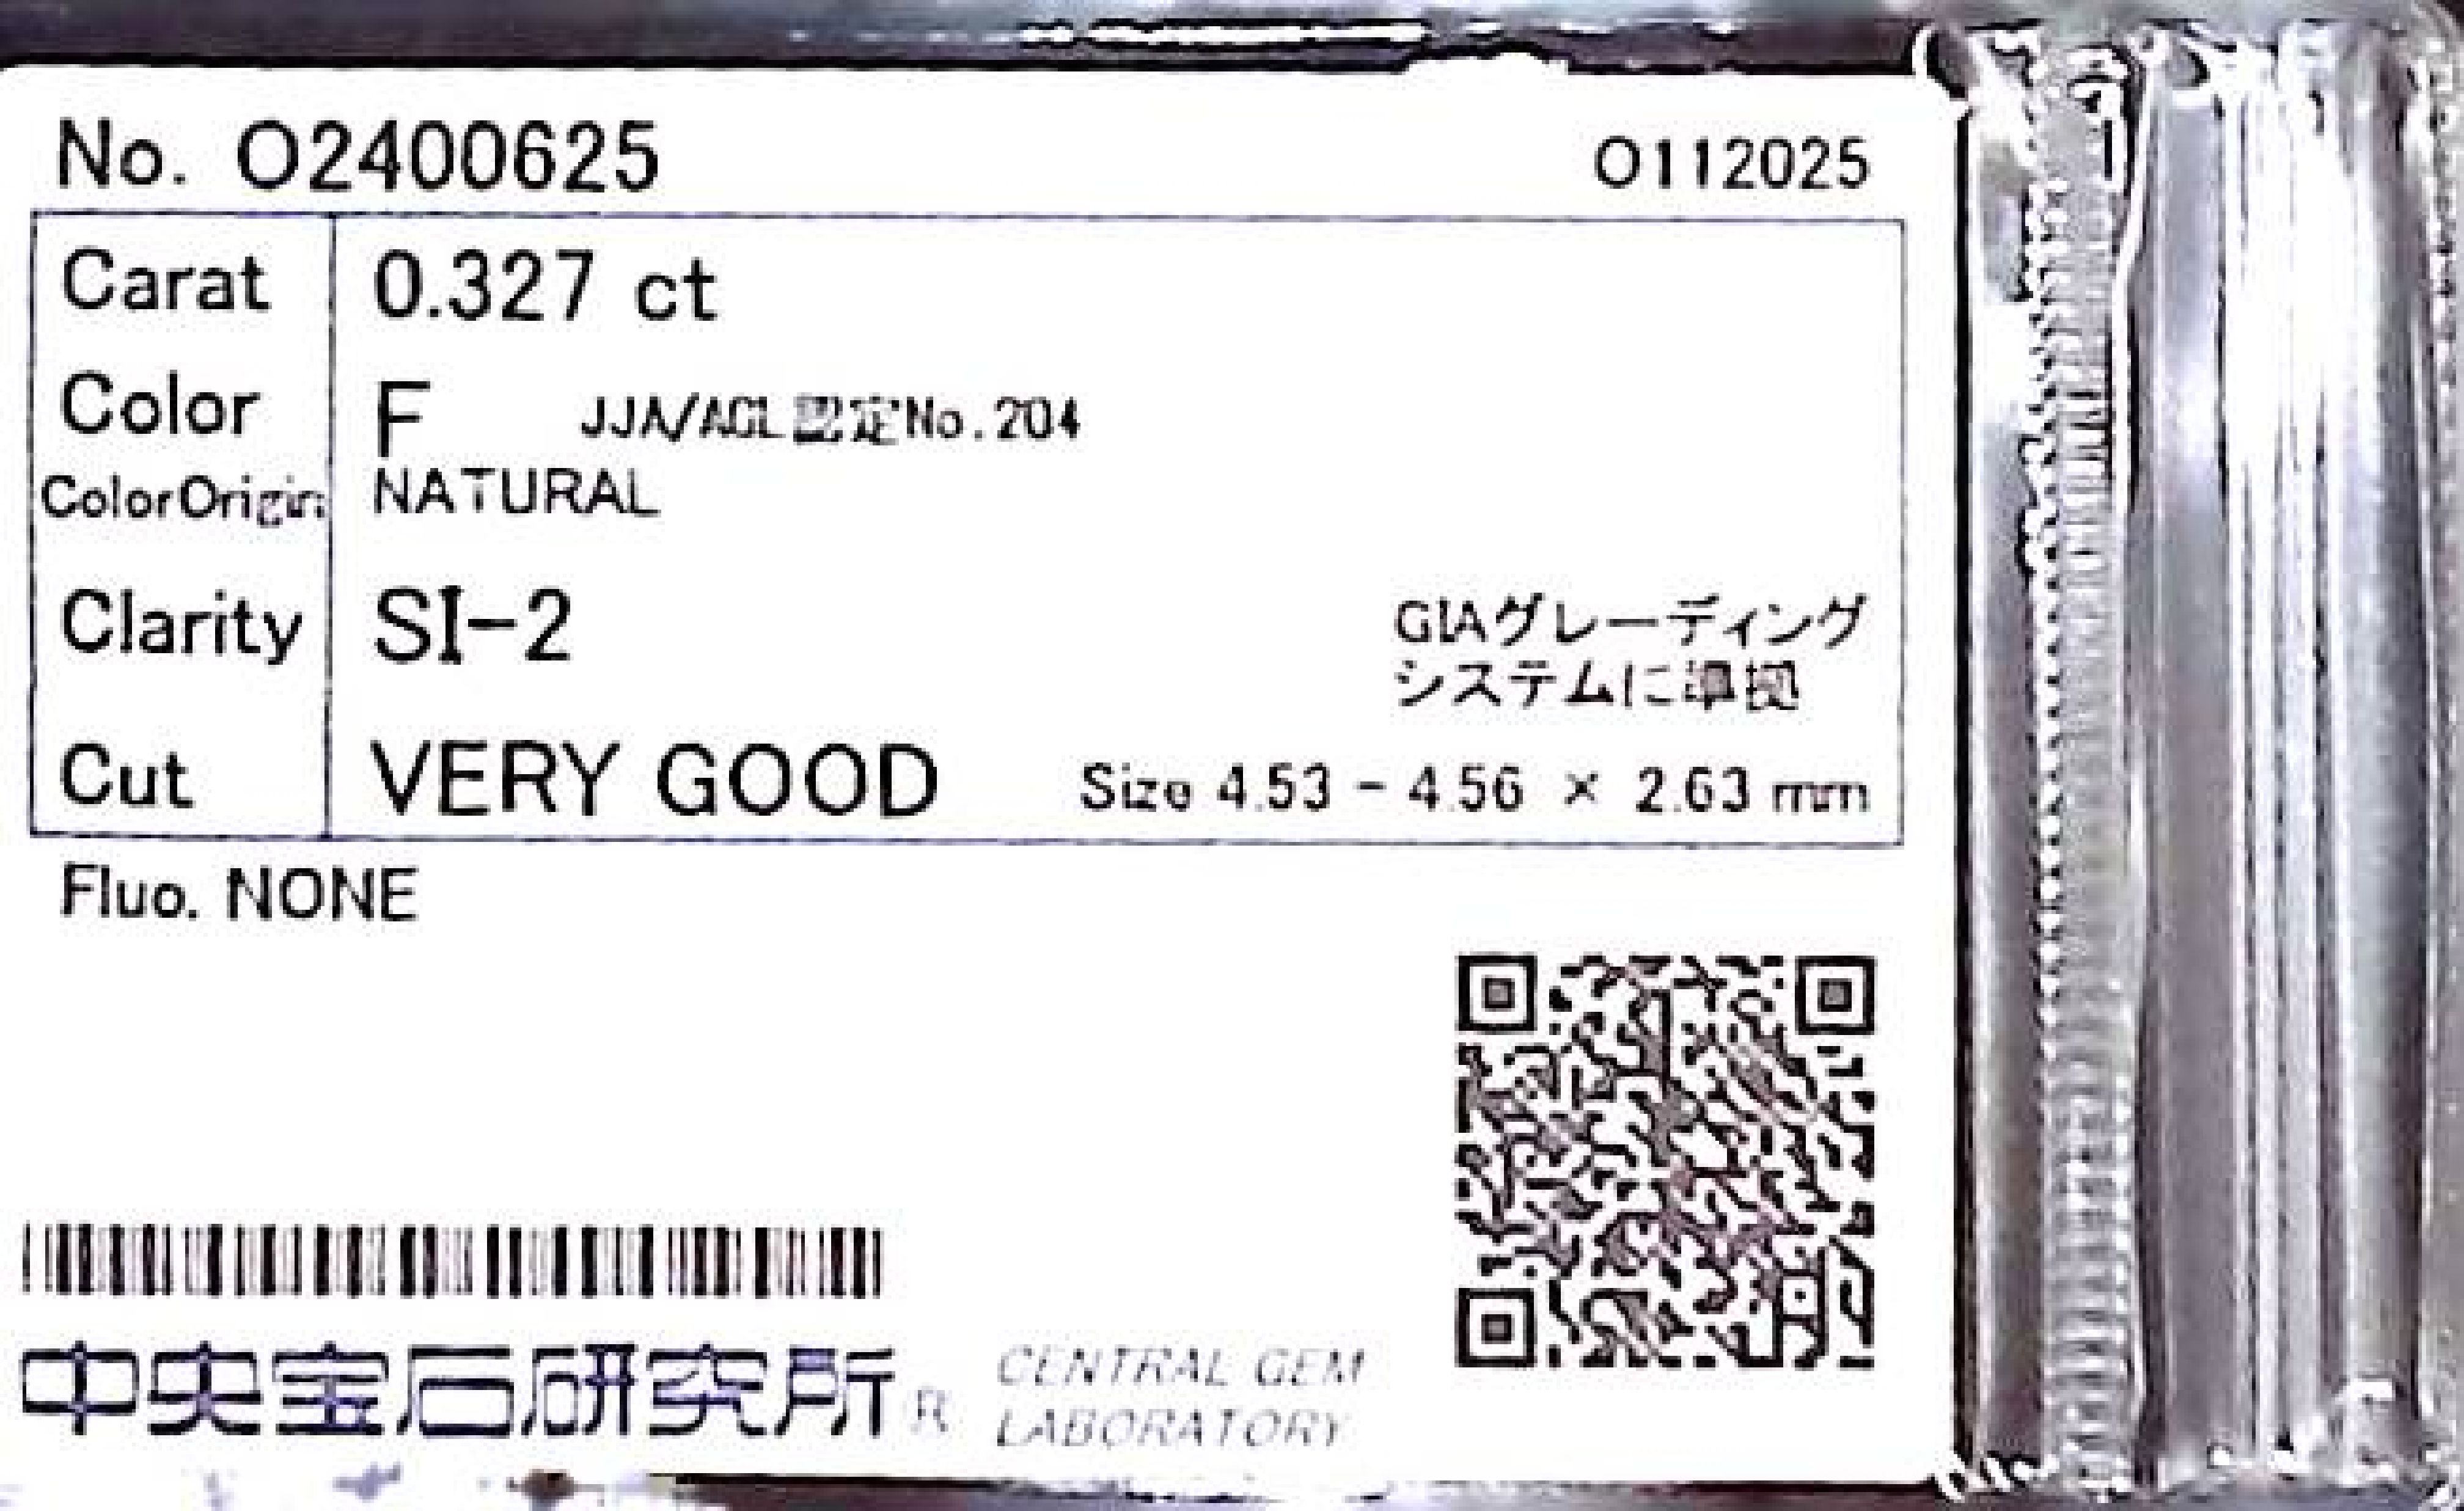 No. O2400625 O112025
Carat 0.327 ct
Color F JJA/AGL認定No.204
ColorOrigin NATURAL
Clarity SI-2
GIAグレーディング
システムに準拠
Cut VERY GOOD Size 4.53 - 4.56 × 2.63 mm
Fluo. NONE
中央宝石研究所 R
CENTRAL GEM
LABORATORY